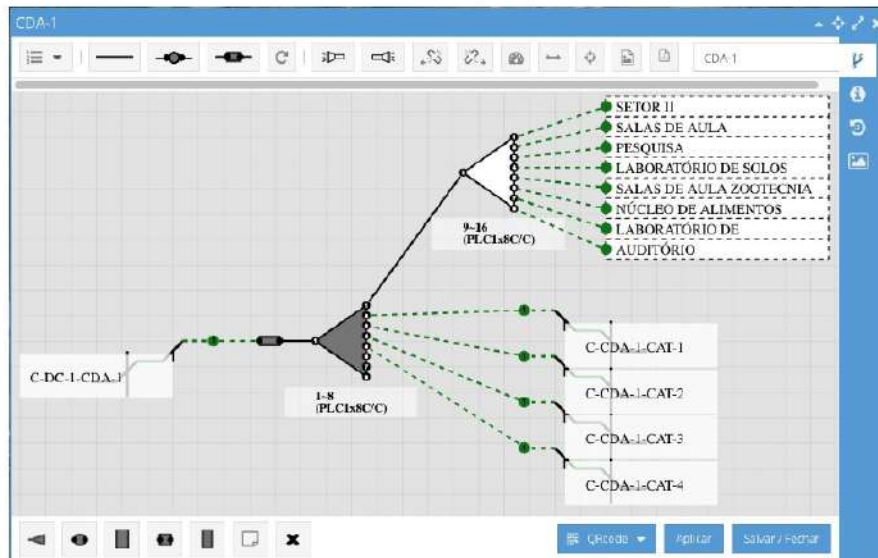 CDA-1
CDA-1
SETOR II
SALAS DE AULA
PESQUISA
LABORATÓRIO DE SOLOS
SALAS DE AULA ZOOTECNIA
NÚCLEO DE ALIMENTOS
LABORATÓRIO DE
AUDITÓRIO
9~16
(PLC1x8C/C)
C-DC-1-CDA-1
1~8
(PLC1x8C/C)
C-CDA-1-CAT-1
C-CDA-1-CAT-2
C-CDA-1-CAT-3
C-CDA-1-CAT-4
QRcode
Aplicar
Salvar / Fechar